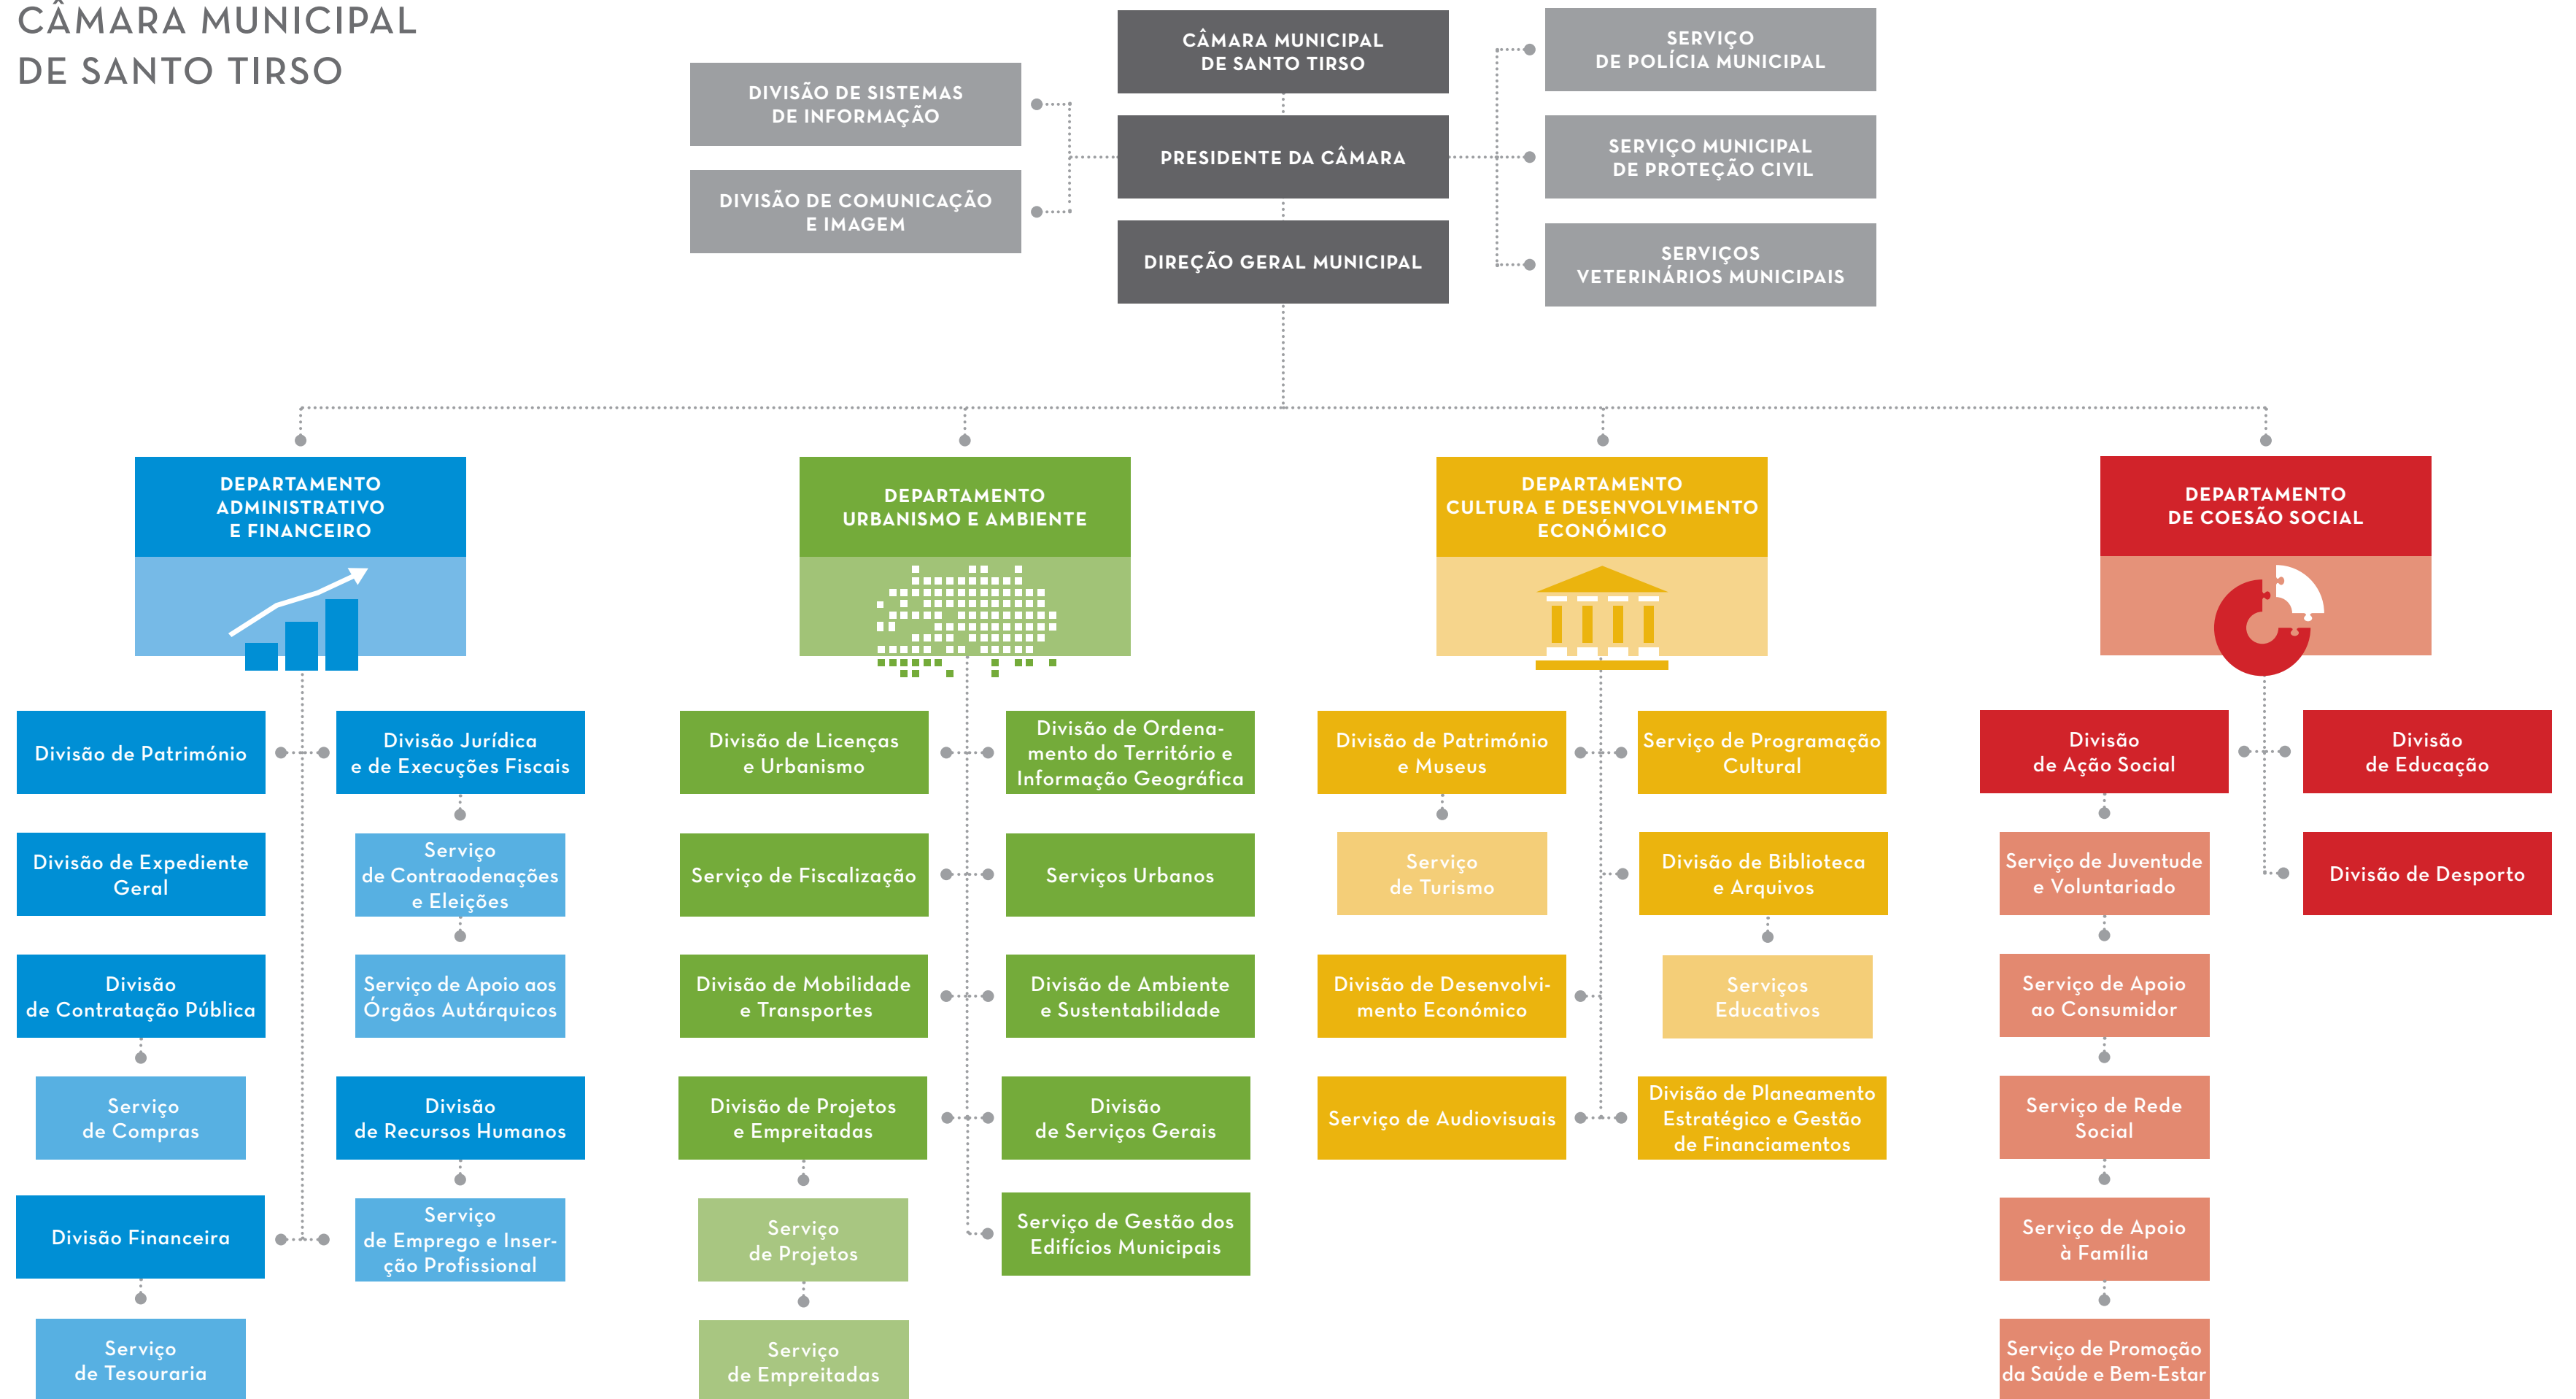 CÂMARA MUNICIPAL
DE SANTO TIRSO
CÂMARA MUNICIPAL
DE SANTO TIRSO
PRESIDENTE DA CÂMARA
DIREÇÃO GERAL MUNICIPAL
DIVISÃO DE SISTEMAS
DE INFORMAÇÃO
DIVISÃO DE COMUNICAÇÃO
E IMAGEM
SERVIÇO
DE POLÍCIA MUNICIPAL
SERVIÇO MUNICIPAL
DE PROTEÇÃO CIVIL
SERVIÇOS
VETERINÁRIOS MUNICIPAIS
DEPARTAMENTO
ADMINISTRATIVO
E FINANCEIRO
Divisão de Património
Divisão de Expediente
Geral
Divisão
de Contratação Pública
Serviço
de Compras
Divisão Financeira
Serviço
de Tesouraria
Divisão Jurídica
e de Execuções Fiscais
Serviço
de Contraodenações
e Eleições
Serviço de Apoio aos
Órgãos Autárquicos
Divisão
de Recursos Humanos
Serviço
de Emprego e Inser-
ção Profissional
DEPARTAMENTO
URBANISMO E AMBIENTE
Divisão de Licenças
e Urbanismo
Serviço de Fiscalização
Divisão de Mobilidade
e Transportes
Divisão de Projetos
e Empreitadas
Serviço
de Projetos
Serviço
de Empreitadas
Divisão de Ordena-
mento do Território e
Informação Geográfica
Serviços Urbanos
Divisão de Ambiente
e Sustentabilidade
Divisão
de Serviços Gerais
Serviço de Gestão dos
Edifícios Municipais
DEPARTAMENTO
CULTURA E DESENVOLVIMENTO
ECONÓMICO
Divisão de Património
e Museus
Serviço
de Turismo
Divisão de Desenvolvi-
mento Económico
Serviço de Audiovisuais
Serviço de Programação
Cultural
Divisão de Biblioteca
e Arquivos
Serviços
Educativos
Divisão de Planeamento
Estratégico e Gestão
de Financiamentos
DEPARTAMENTO
DE COESÃO SOCIAL
Divisão
de Ação Social
Serviço de Juventude
e Voluntariado
Serviço de Apoio
ao Consumidor
Serviço de Rede
Social
Serviço de Apoio
à Família
Serviço de Promoção
da Saúde e Bem-Estar
Divisão
de Educação
Divisão de Desporto